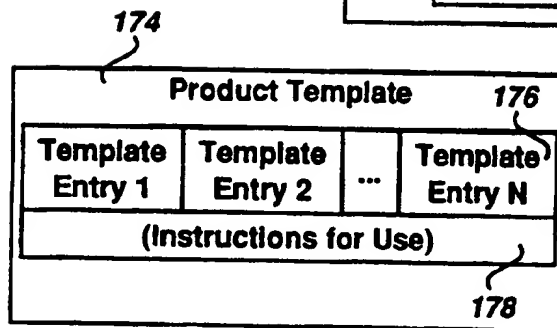 174
Product Template 176
Template Entry 1 Template Entry 2 ... Template Entry N
(Instructions for Use)
178